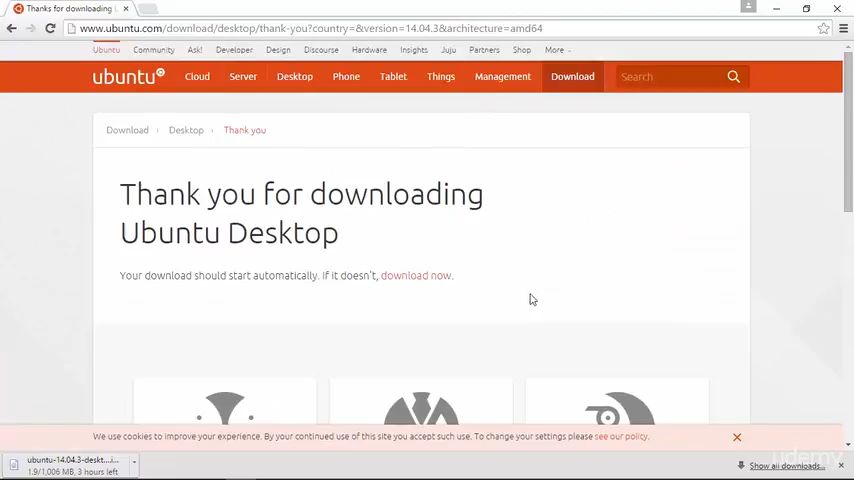 Thanks for downloading U
www.ubuntu.com/download/desktop/thank-you?country=&version=14.04.3&architecture=amd64
Ubuntu Community Ask! Developer Design Discourse Hardware Insights Juju Partners Shop More
ubuntu Cloud Server Desktop Phone Tablet Things Management Download Search
Download › Desktop › Thank you
Thank you for downloading
Ubuntu Desktop
Your download should start automatically. If it doesn't, download now.
We use cookies to improve your experience. By your continued use of this site you accept such use. To change your settings please see our policy.
ubuntu-14.04.3-deskt....i...
1.9/1,006 MB, 3 hours left
Show all downloads...
udemy